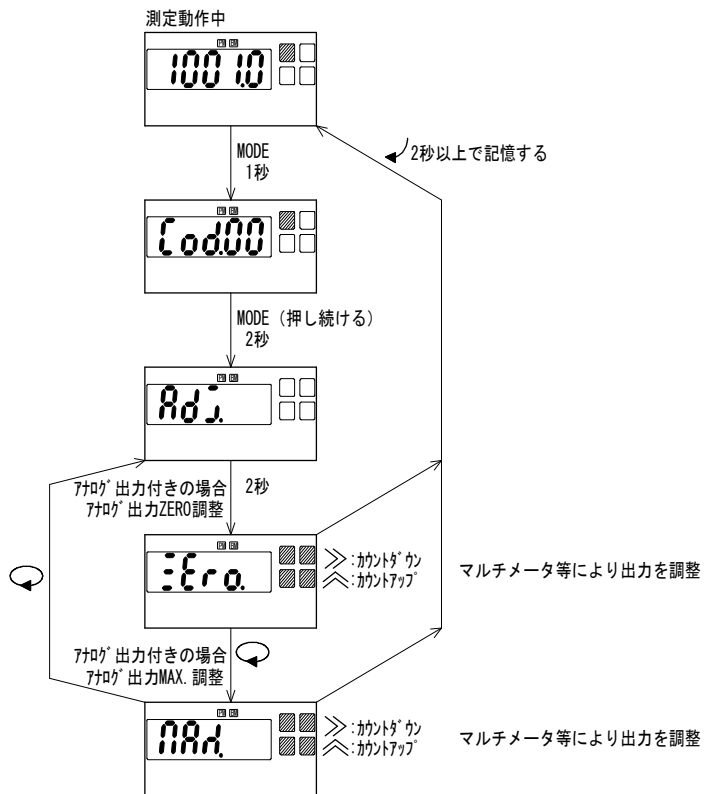 測定動作中
PM EM
1001.0
MODE
1秒
2秒以上で記憶する
Cod.00
MODE (押し続ける)
2秒
AdJ.
アナログ出力付きの場合
アナログ出力ZERO調整
2秒
ZEro.
≫:カウントダウン
︽:カウントアップ
マルチメータ等により出力を調整
アナログ出力付きの場合
アナログ出力MAX.調整
≫:カウントダウン
︽:カウントアップ
マルチメータ等により出力を調整